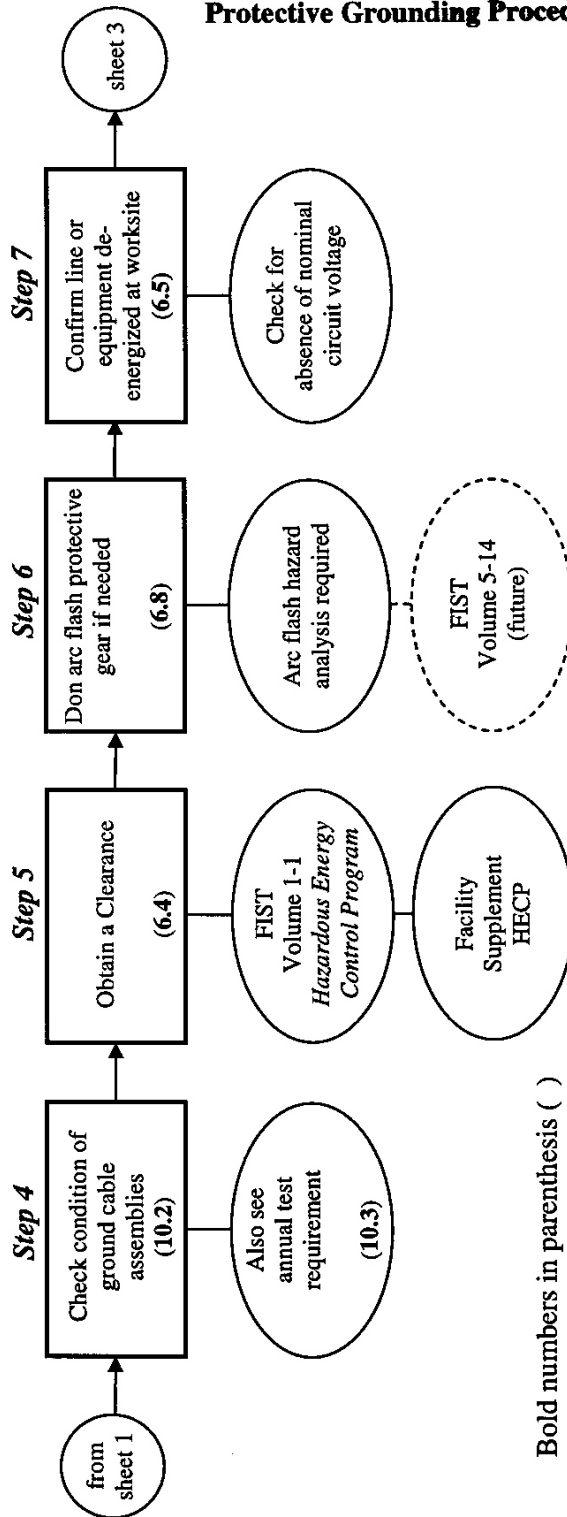 Protective Grounding Proced
from
sheet 1
Step 4
Check condition of
ground cable
assemblies
(10.2)
Also see
annual test
requirement
(10.3)
Step 5
Obtain a Clearance
(6.4)
FIST
Volume 1-1
Hazardous Energy
Control Program
Facility
Supplement
HECP
Step 6
Don arc flash protective
gear if needed
(6.8)
Arc flash hazard
analysis required
FIST
Volume 5-14
(future)
Step 7
Confirm line or
equipment de-
energized at worksite
(6.5)
Check for
absence of nominal
circuit voltage
sheet 3
Bold numbers in parenthesis ( )